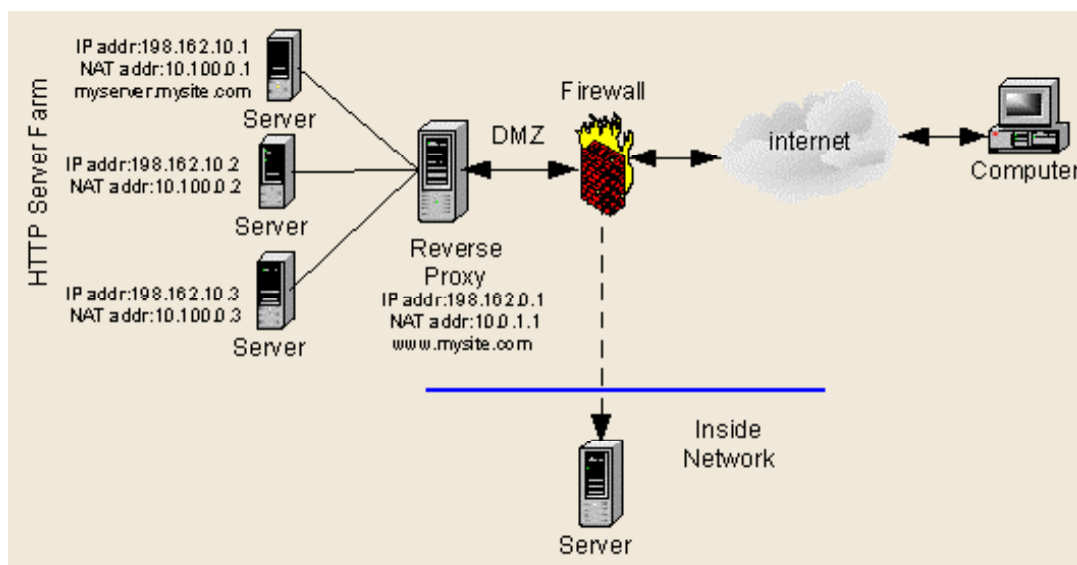 IP addr:198.162.10.1
NAT addr:10.100.0.1
myserver.mysite.com
Server
HTTP Server Farm
IP addr:198.162.10.2
NAT addr:10.100.0.2
Server
IP addr:198.162.10.3
NAT addr:10.100.0.3
Server
DMZ
Reverse
Proxy
IP addr:198.162.0.1
NAT addr:10.0.1.1
www.mysite.com
Firewall
internet
Computer
Inside
Network
Server